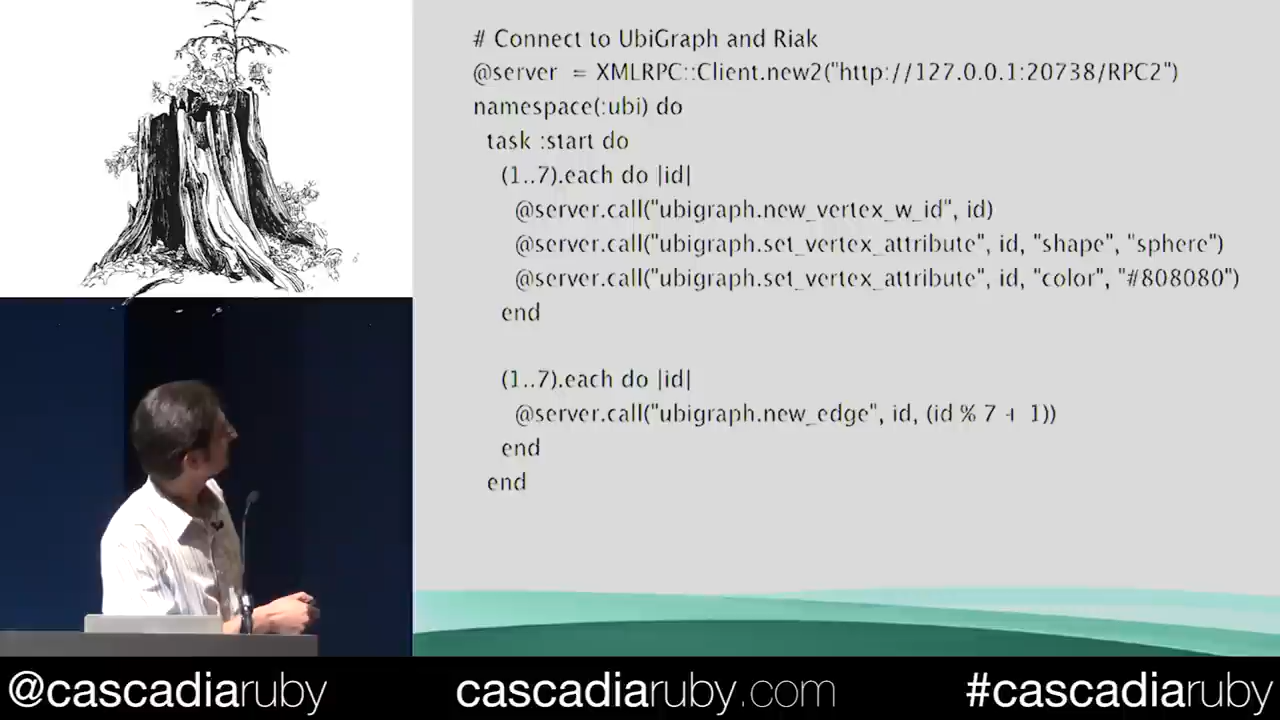 # Connect to UbiGraph and Riak
@server = XMLRPC::Client.new2("http://127.0.0.1:20738/RPC2")
namespace(:ubi) do
task :start do
(1..7).each do |id|
@server.call("ubigraph.new_vertex_w_id", id)
@server.call("ubigraph.set_vertex_attribute", id, "shape", "sphere")
@server.call("ubigraph.set_vertex_attribute", id, "color", "#808080")
end
(1..7).each do |id|
@server.call("ubigraph.new_edge", id, (id % 7 + 1))
end
end
@cascadiaruby
cascadiaruby.com
#cascadiaruby